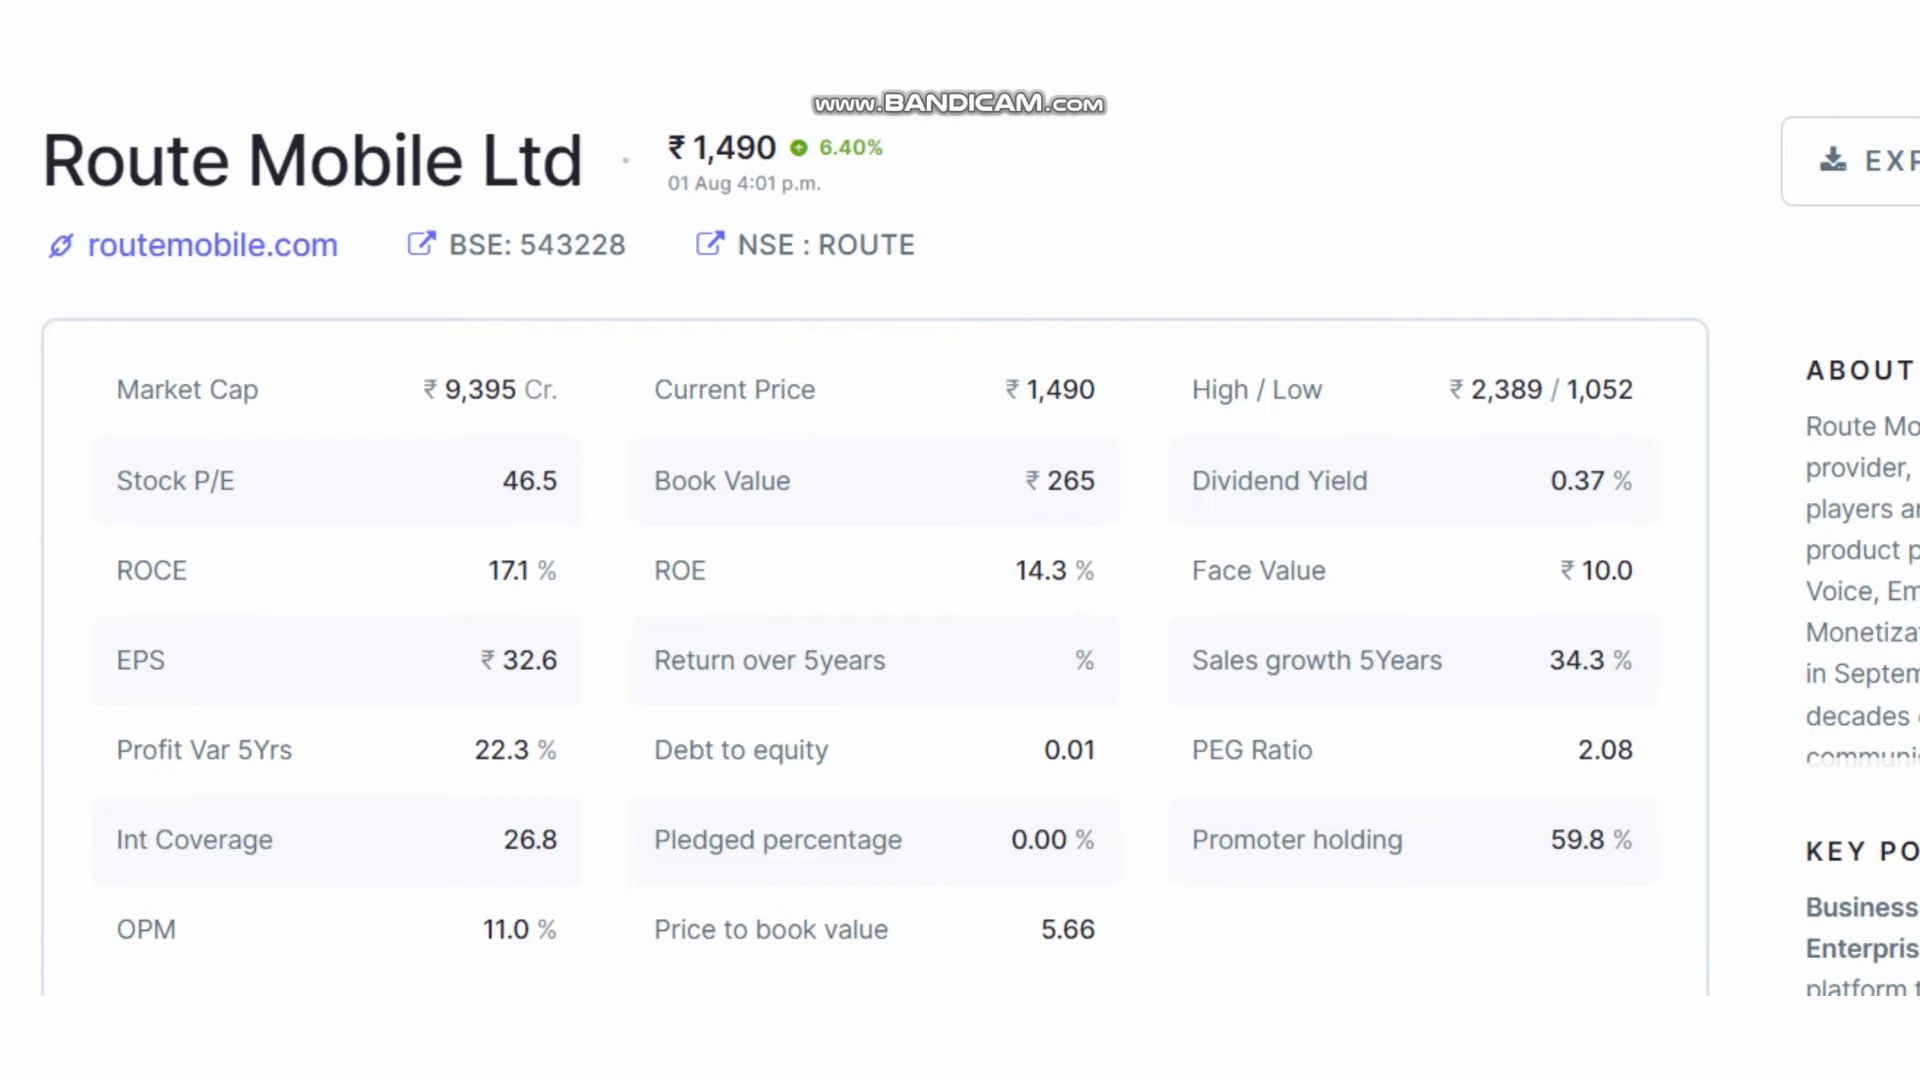 www.BANDICAM.com
Route Mobile Ltd
₹ 1,490 6.40%
01 Aug 4:01 p.m.
EXP
routemobile.com
BSE: 543228
NSE : ROUTE
Market Cap ₹ 9,395 Cr.
Current Price ₹ 1,490
High / Low ₹ 2,389 / 1,052
Stock P/E 46.5
Book Value ₹ 265
Dividend Yield 0.37 %
ROCE 17.1 %
ROE 14.3 %
Face Value ₹ 10.0
EPS ₹ 32.6
Return over 5years %
Sales growth 5Years 34.3 %
Profit Var 5Yrs 22.3 %
Debt to equity 0.01
PEG Ratio 2.08
Int Coverage 26.8
Pledged percentage 0.00 %
Promoter holding 59.8 %
OPM 11.0 %
Price to book value 5.66
ABOUT
Route Mo
provider,
players a
product p
Voice, Em
Monetiza
in Septem
decades
communi
KEY PO
Business
Enterpris
platform t